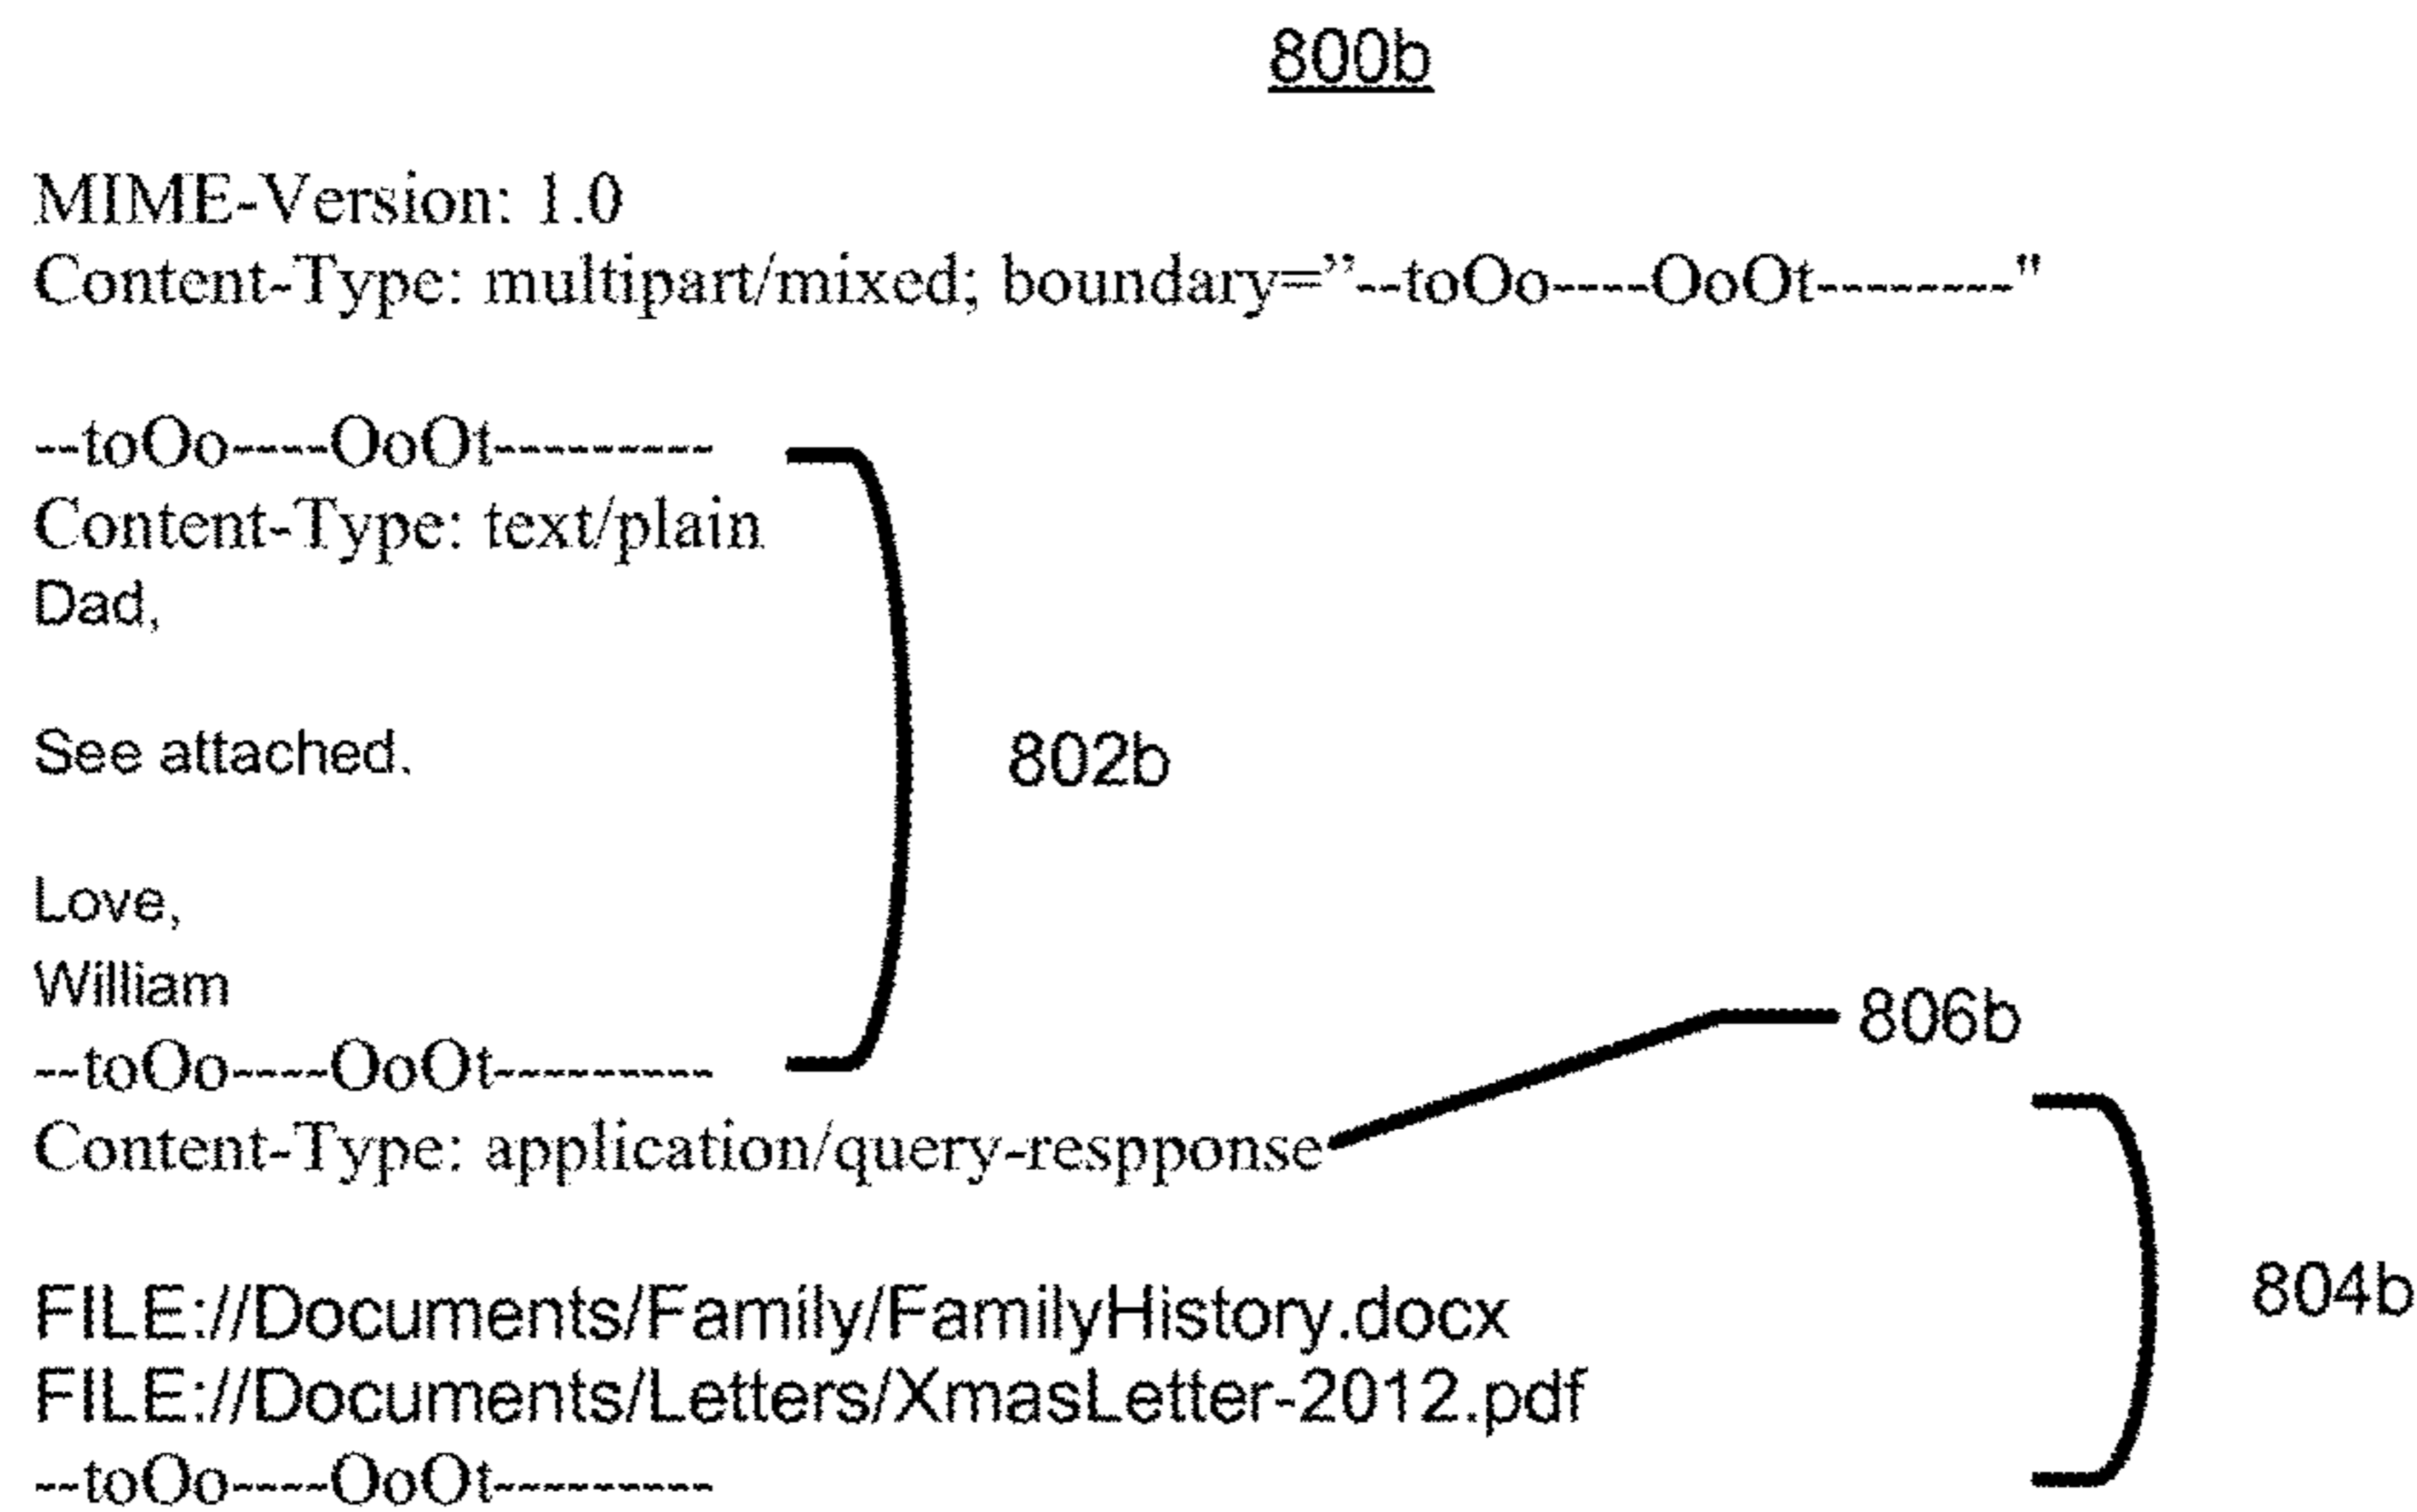 800b
MIME-Version: 1.0
Content-Type: multipart/mixed; boundary=”--toOo----OoOt--------"
--toOo----OoOt---------
Content-Type: text/plain
Dad,
See attached.
802b
Love,
William
806b
--toOo----OoOt---------
Content-Type: application/query-respponse
804b
FILE://Documents/Family/FamilyHistory.docx
FILE://Documents/Letters/XmasLetter-2012.pdf
--toOo----OoOt---------